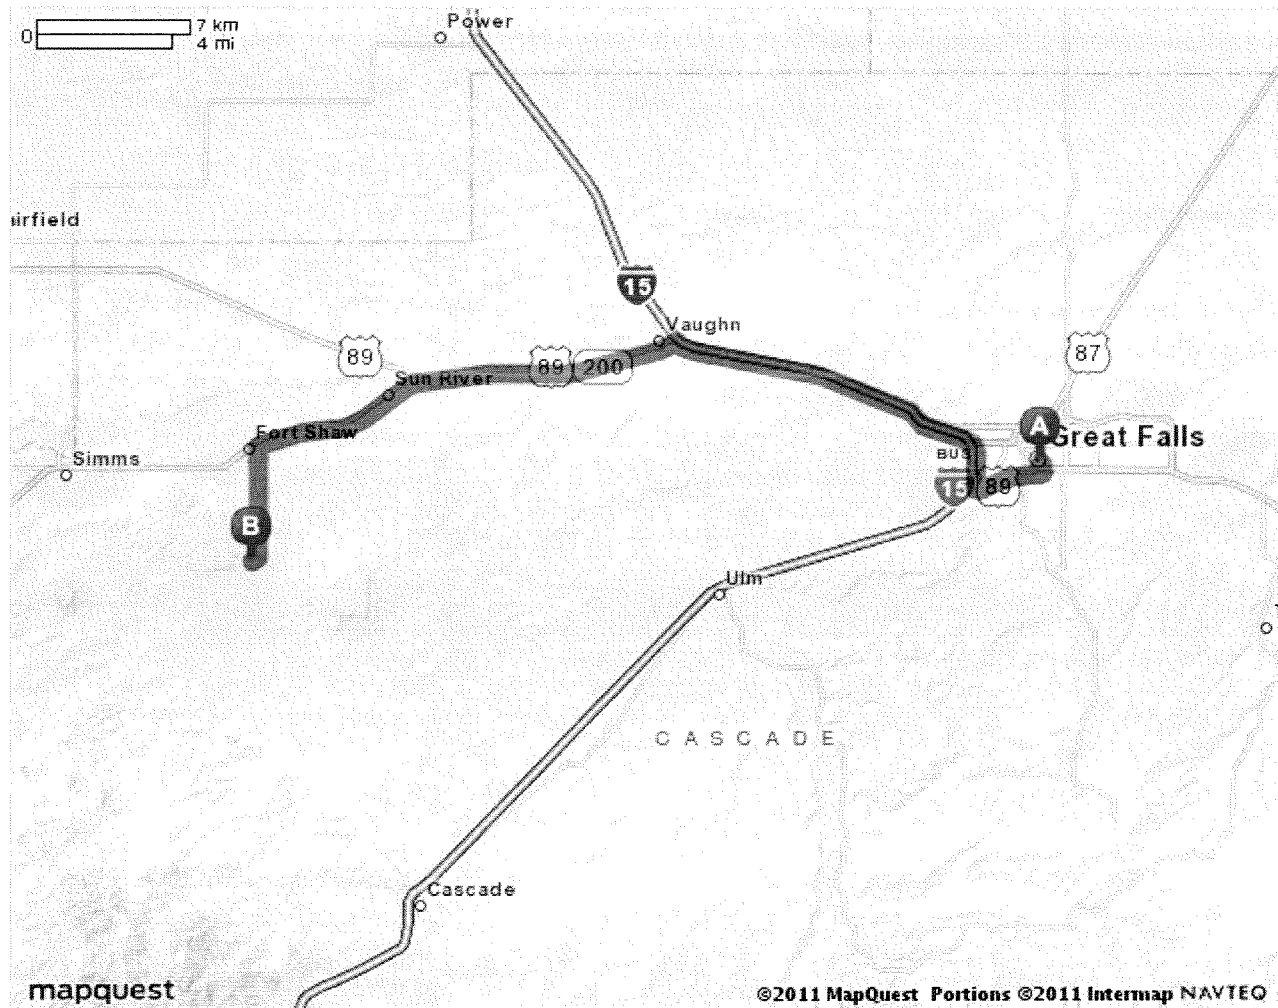 7 km
0
4 mi
Power
airfield
15
Vaughn
89
89
200
87
Sun River
A
Great Falls
Fort Shaw
BUS
Simms
15
89
B
Ulm
CASCADE
Cascade
mapquest
©2011 MapQuest Portions ©2011 Intermap NAVTEQ